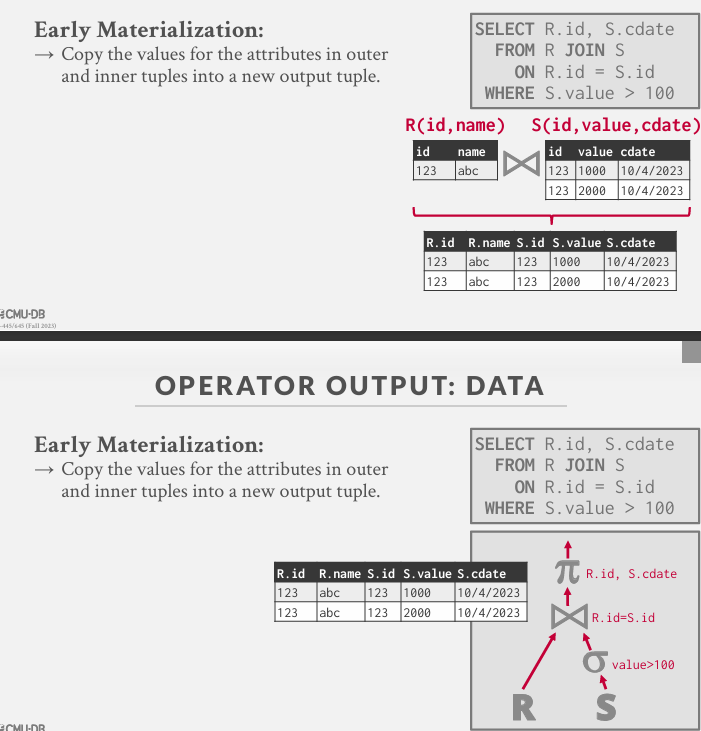 Early Materialization:
→ Copy the values for the attributes in outer
and inner tuples into a new output tuple.
SELECT R.id, S.cdate
FROM R JOIN S
ON R.id = S.id
WHERE S.value > 100
R(id,name) S(id,value,cdate)
id name
123 abc
id value cdate
123 1000 10/4/2023
123 2000 10/4/2023
R.id R.name S.id S.value S.cdate
123 abc 123 1000 10/4/2023
123 abc 123 2000 10/4/2023
CMU·DB
445/645 (Fall 2023)
OPERATOR OUTPUT: DATA
Early Materialization:
→ Copy the values for the attributes in outer
and inner tuples into a new output tuple.
SELECT R.id, S.cdate
FROM R JOIN S
ON R.id = S.id
WHERE S.value > 100
R.id R.name S.id S.value S.cdate
123 abc 123 1000 10/4/2023
123 abc 123 2000 10/4/2023
π R.id, S.cdate
⋈ R.id=S.id
σ value>100
R S
CMU·DB